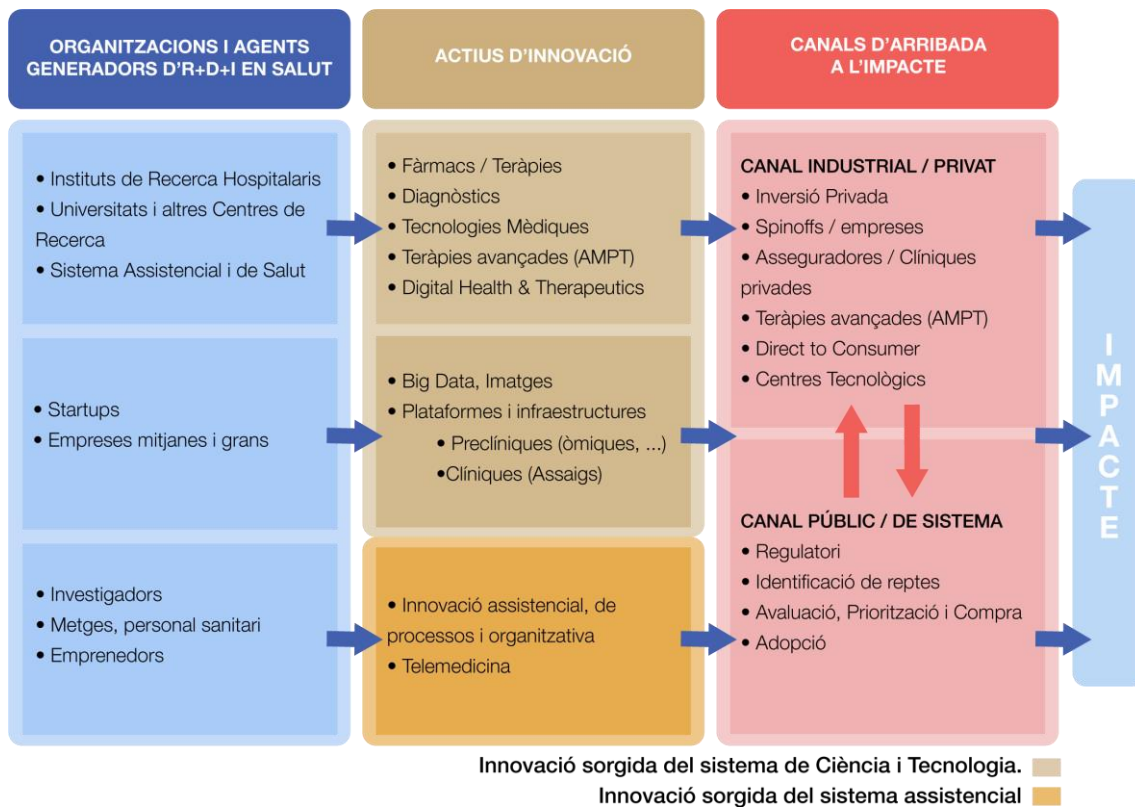 ORGANITZACIONS I AGENTS
GENERADORS D'R+D+I EN SALUT
ACTIUS D'INNOVACIÓ
CANALS D'ARRIBADA
A L'IMPACTE
• Instituts de Recerca Hospitalaris
• Universitats i altres Centres de
Recerca
• Sistema Assistencial i de Salut
• Startups
• Empreses mitjanes i grans
• Investigadors
• Metges, personal sanitari
• Emprenedors
• Fàrmacs / Teràpies
• Diagnòstics
• Tecnologies Mèdiques
• Teràpies avançades (AMPT)
• Digital Health & Therapeutics
• Big Data, Imatges
• Plataformes i infraestructures
• Preclíniques (òmiques, ...)
•Clíniques (Assaigs)
• Innovació assistencial, de
processos i organitzativa
• Telemedicina
CANAL INDUSTRIAL / PRIVAT
• Inversió Privada
• Spinoffs / empreses
• Asseguradores / Clíniques
privades
• Teràpies avançades (AMPT)
• Direct to Consumer
• Centres Tecnològics
CANAL PÚBLIC / DE SISTEMA
• Regulatori
• Identificació de reptes
• Avaluació, Priorització i Compra
• Adopció
IMPACTE
Innovació sorgida del sistema de Ciència i Tecnologia.
Innovació sorgida del sistema assistencial